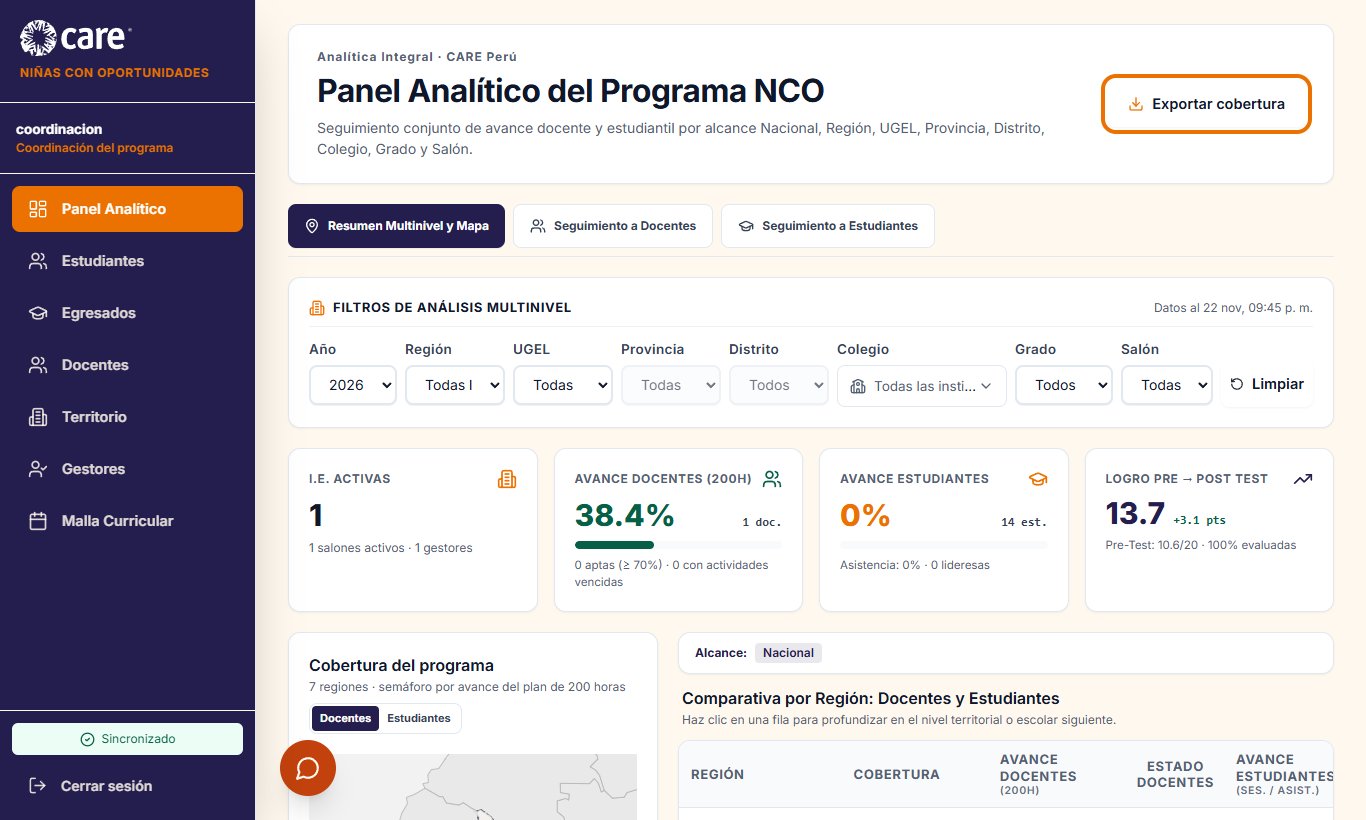 care
NIÑAS CON OPORTUNIDADES
coordinacion
Coordinación del programa
Panel Analítico
Estudiantes
Egresados
Docentes
Territorio
Gestores
Malla Curricular
Sincronizado
Cerrar sesión
Analítica Integral · CARE Perú
Panel Analítico del Programa NCO
Seguimiento conjunto de avance docente y estudiantil por alcance Nacional, Región, UGEL, Provincia, Distrito,
Colegio, Grado y Salón.
Exportar cobertura
Resumen Multinivel y Mapa
Seguimiento a Docentes
Seguimiento a Estudiantes
FILTROS DE ANÁLISIS MULTINIVEL
Datos al 22 nov, 09:45 p. m.
Año Región UGEL Provincia Distrito Colegio Grado Salón
2026 Todas l Todas Todas Todos Todas las insti... Todos Todas Limpiar
I.E. ACTIVAS
1
1 salones activos · 1 gestores
AVANCE DOCENTES (200H)
38.4% 1 doc.
0 aptas (≥ 70%) · 0 con actividades
vencidas
AVANCE ESTUDIANTES
0% 14 est.
Asistencia: 0% · 0 lideresas
LOGRO PRE → POST TEST
13.7 +3.1 pts
Pre-Test: 10.6/20 · 100% evaluadas
Cobertura del programa
7 regiones · semáforo por avance del plan de 200 horas
Docentes Estudiantes
Alcance: Nacional
Comparativa por Región: Docentes y Estudiantes
Haz clic en una fila para profundizar en el nivel territorial o escolar siguiente.
REGIÓN
COBERTURA
AVANCE
DOCENTES
(200H)
ESTADO
DOCENTES
AVANCE
ESTUDIANTES
(SES. / ASIST.)